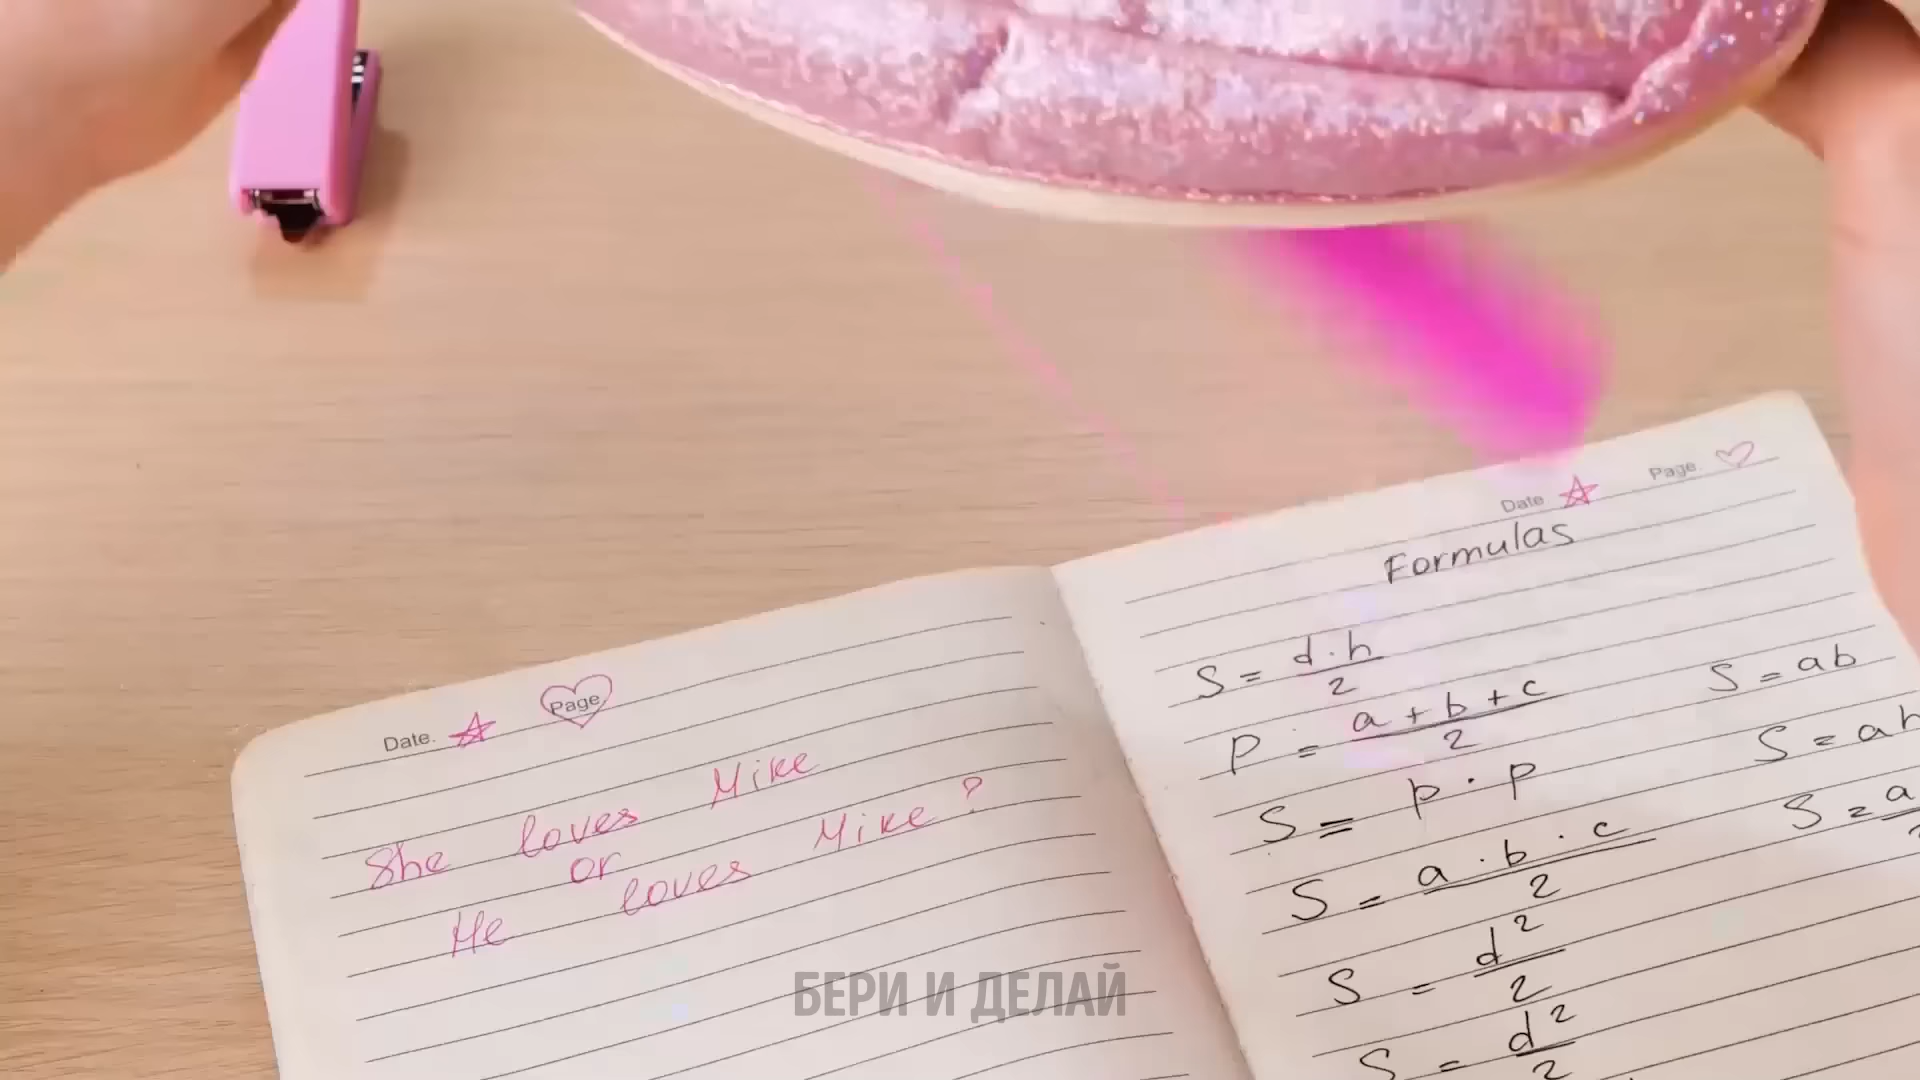 Date. Page
She loves Mike
or
He loves Mike?
Date Page
Formulas
S = d·h/2
S = ab
P = a+b+c/2
S = ah
S = p·p
S = a
S = a·b·c/2
S = d²/2
S = d²/2
БЕРИ И ДЕЛАЙ